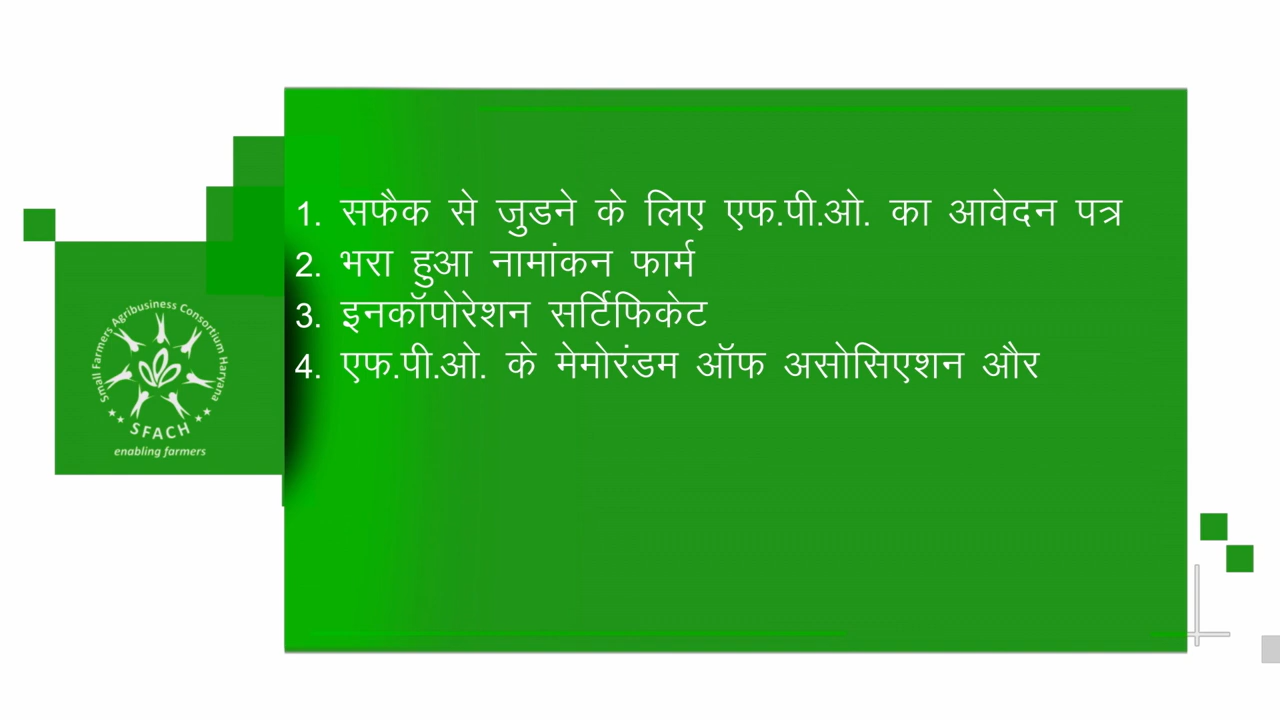 1. सफैक से जुडने के लिए एफ.पी.ओ. का आवेदन पत्र
2. भरा हुआ नामांकन फार्म
3. इनकॉपोरेशन सर्टिफिकेट
4. एफ.पी.ओ. के मेमोरंडम ऑफ असोसिएशन और
Small Farmers Agribusiness Consortium Haryana
SFACH
enabling farmers